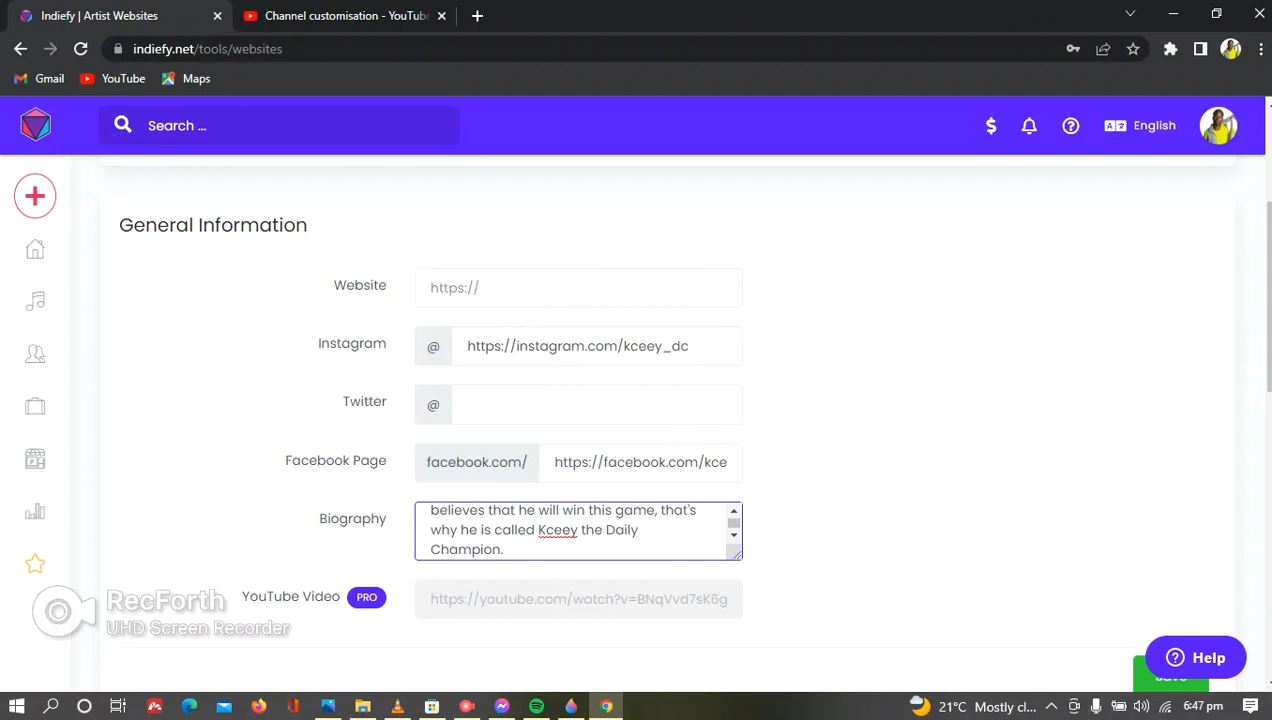 Indiefy | Artist Websites
Channel customisation - YouTube
indiefy.net/tools/websites
Gmail
YouTube
Maps
Search ...
$
English
General Information
Website
https://
Instagram
@
https://instagram.com/kceey_dc
Twitter
@
Facebook Page
facebook.com/
https://facebook.com/kce
Biography
believes that he will win this game, that's
why he is called Kceey the Daily
Champion.
YouTube Video
PRO
https://youtube.com/watch?v=BNqVvd7sK6g
RecForth
UHD Screen Recorder
Help
21°C Mostly cl...
6:47 pm